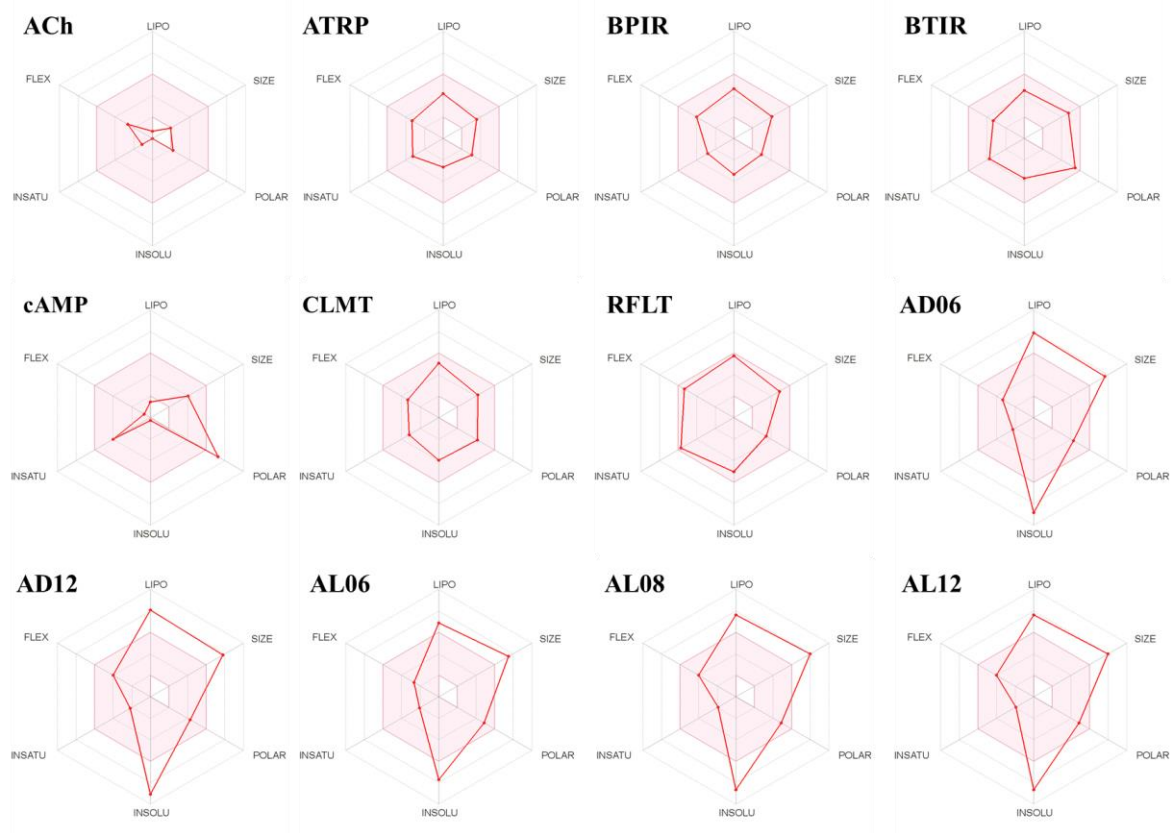 ACh
LIPO
FLEX
SIZE
INSATU
POLAR
INSOLU
ATRP
LIPO
FLEX
SIZE
INSATU
POLAR
INSOLU
BPIR
LIPO
FLEX
SIZE
INSATU
POLAR
INSOLU
BTIR
LIPO
FLEX
SIZE
INSATU
POLAR
INSOLU
cAMP
LIPO
FLEX
SIZE
INSATU
POLAR
INSOLU
CLMT
LIPO
FLEX
SIZE
INSATU
POLAR
INSOLU
RFLT
LIPO
FLEX
SIZE
INSATU
POLAR
INSOLU
AD06
LIPO
FLEX
SIZE
INSATU
POLAR
INSOLU
AD12
LIPO
FLEX
SIZE
INSATU
POLAR
INSOLU
AL06
LIPO
FLEX
SIZE
INSATU
POLAR
INSOLU
AL08
LIPO
FLEX
SIZE
INSATU
POLAR
INSOLU
AL12
LIPO
FLEX
SIZE
INSATU
POLAR
INSOLU